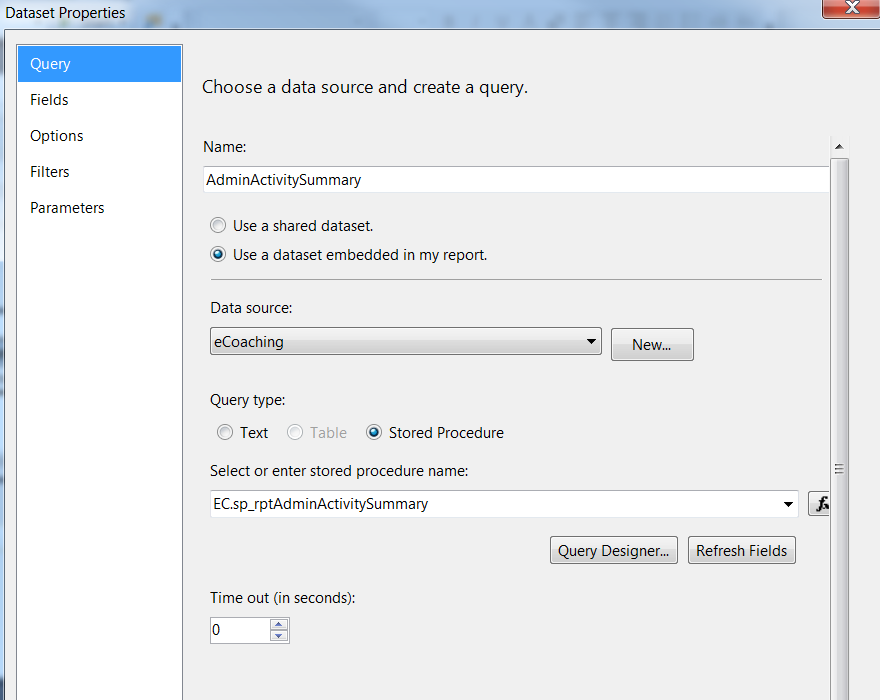 Dataset Properties
Query
Fields
Options
Filters
Parameters
Choose a data source and create a query.
Name:
AdminActivitySummary
Use a shared dataset.
Use a dataset embedded in my report.
Data source:
eCoaching
New...
Query type:
Text Table Stored Procedure
Select or enter stored procedure name:
EC.sp_rptAdminActivitySummary
fx
Query Designer... Refresh Fields
Time out (in seconds):
0